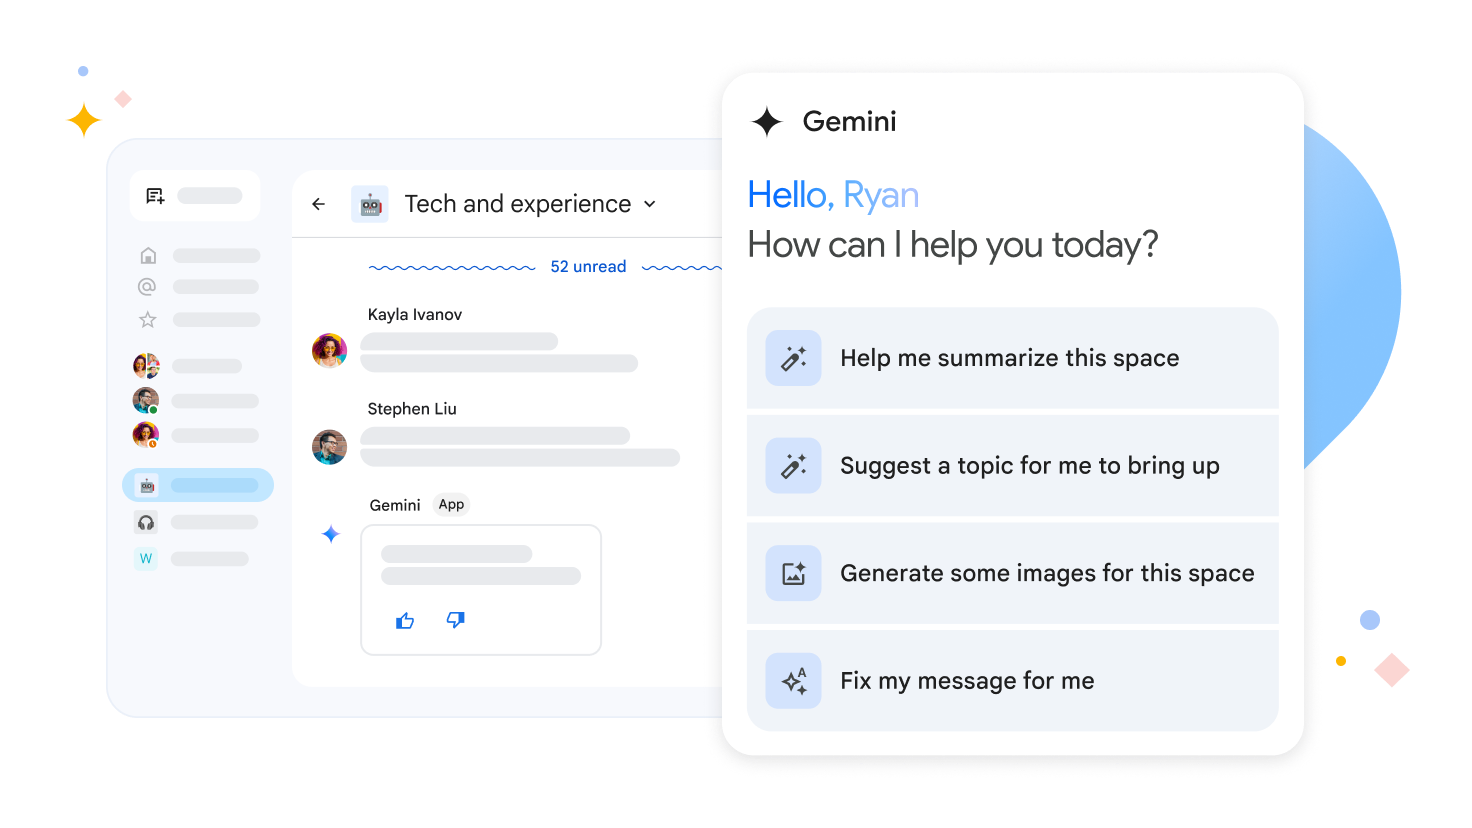 Tech and experience
52 unread
Kayla Ivanov
Stephen Liu
Gemini App
W
Gemini
Hello, Ryan
How can I help you today?
Help me summarize this space
Suggest a topic for me to bring up
Generate some images for this space
Fix my message for me